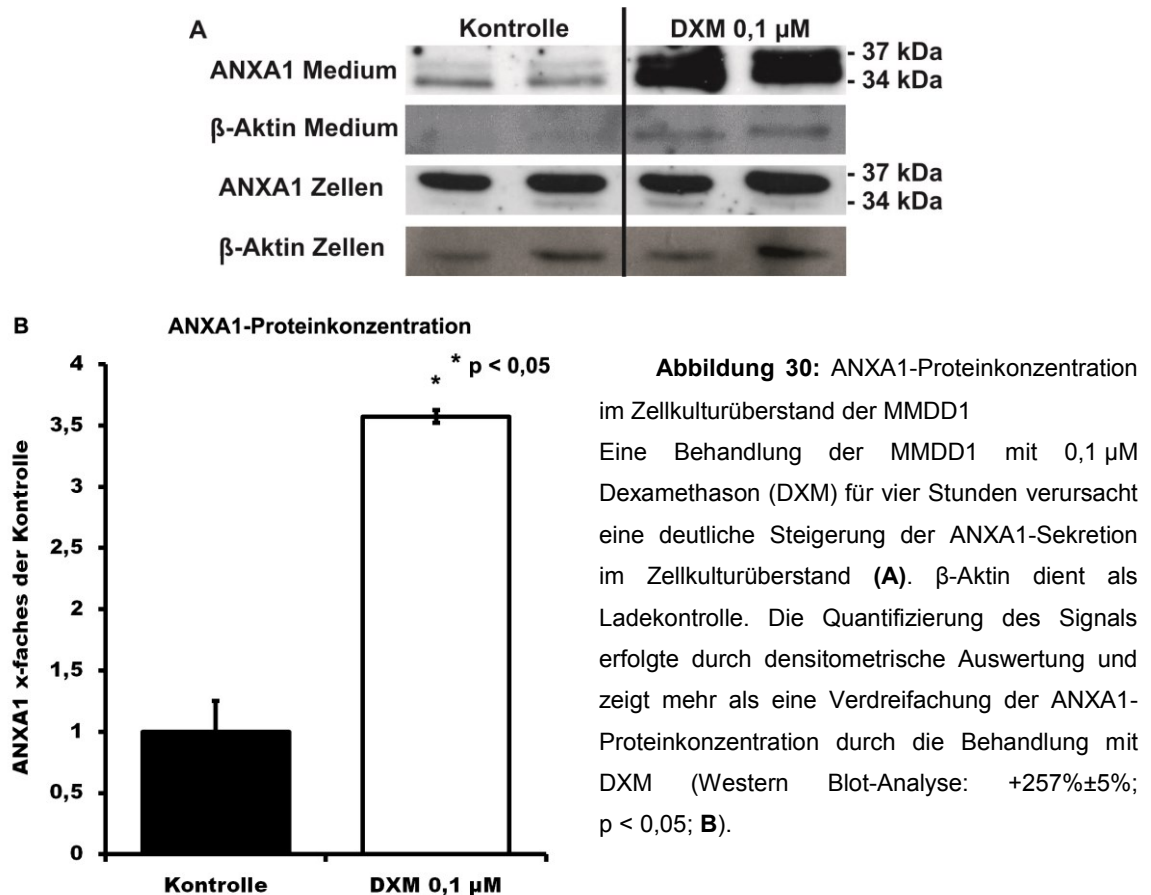 A
Kontrolle
DXM 0,1 µM
ANXA1 Medium
- 37 kDa
- 34 kDa
β-Aktin Medium
ANXA1 Zellen
- 37 kDa
- 34 kDa
β-Aktin Zellen
B
ANXA1-Proteinkonzentration
* p < 0,05
*
ANXA1 x-faches der Kontrolle
4
3,5
3
2,5
2
1,5
1
0,5
0
Kontrolle
DXM 0,1 µM
Abbildung 30: ANXA1-Proteinkonzentration
im Zellkulturüberstand der MMDD1
Eine Behandlung der MMDD1 mit 0,1 µM
Dexamethason (DXM) für vier Stunden verursacht
eine deutliche Steigerung der ANXA1-Sekretion
im Zellkulturüberstand (A). β-Aktin dient als
Ladekontrolle. Die Quantifizierung des Signals
erfolgte durch densitometrische Auswertung und
zeigt mehr als eine Verdreifachung der ANXA1-
Proteinkonzentration durch die Behandlung mit
DXM (Western Blot-Analyse: +257%±5%;
p < 0,05; B).